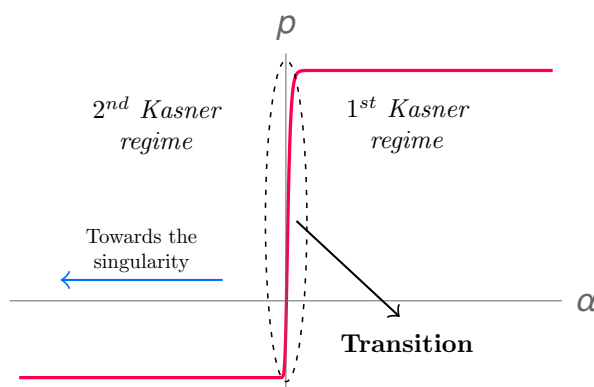 p
2nd Kasner
regime
1st Kasner
regime
Towards the
singularity
α
Transition